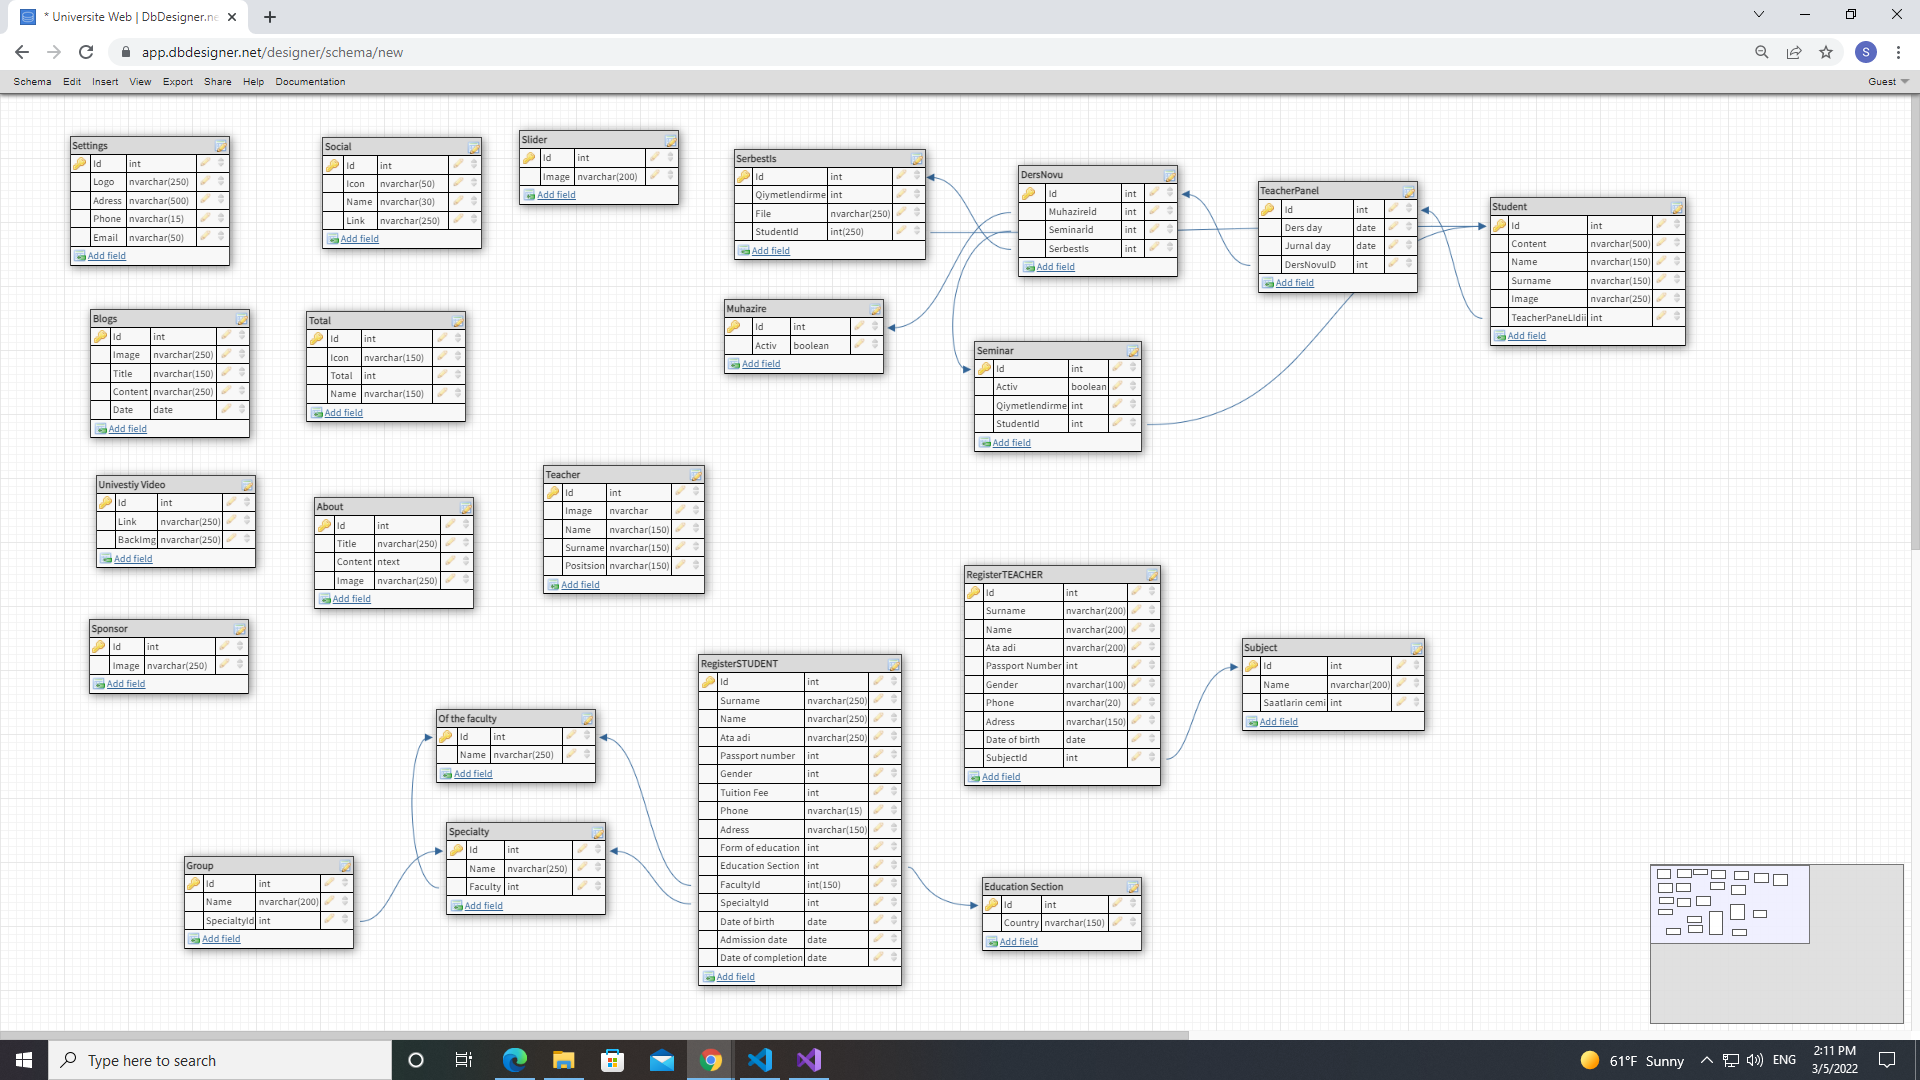 * Universite Web | DbDesigner.ne
app.dbdesigner.net/designer/schema/new
S
Schema Edit Insert View Export Share Help Documentation
Guest
Settings
Id int
Logo nvarchar(250)
Adress nvarchar(500)
Phone nvarchar(15)
Email nvarchar(50)
Add field
Social
Id int
Icon nvarchar(50)
Name nvarchar(30)
Link nvarchar(250)
Add field
Slider
Id int
Image nvarchar(200)
Add field
SerbestIs
Id int
Qiymetlendirme int
File nvarchar(250)
StudentId int(250)
Add field
DersNovu
Id int
MuhazireId int
SeminarId int
SerbestIs int
Add field
TeacherPanel
Id int
Ders day date
Jurnal day date
DersNovuID int
Add field
Student
Id int
Content nvarchar(500)
Name nvarchar(150)
Surname nvarchar(150)
Image nvarchar(250)
TeacherPaneLIdii int
Add field
Blogs
Id int
Image nvarchar(250)
Title nvarchar(150)
Content nvarchar(250)
Date date
Add field
Total
Id int
Icon nvarchar(150)
Total int
Name nvarchar(150)
Add field
Muhazire
Id int
Activ boolean
Add field
Seminar
Id int
Activ boolean
Qiymetlendirme int
StudentId int
Add field
Univestiy Video
Id int
Link nvarchar(250)
BackImg nvarchar(250)
Add field
About
Id int
Title nvarchar(250)
Content ntext
Image nvarchar(250)
Add field
Teacher
Id int
Image nvarchar
Name nvarchar(150)
Surname nvarchar(150)
Positsion nvarchar(150)
Add field
Sponsor
Id int
Image nvarchar(250)
Add field
RegisterTEACHER
Id int
Surname nvarchar(200)
Name nvarchar(200)
Ata adi nvarchar(200)
Passport Number int
Gender nvarchar(100)
Phone nvarchar(20)
Adress nvarchar(150)
Date of birth date
SubjectId int
Add field
Subject
Id int
Name nvarchar(200)
Saatlarin cemi int
Add field
RegisterSTUDENT
Id int
Surname nvarchar(250)
Name nvarchar(250)
Ata adi nvarchar(250)
Passport number int
Gender int
Tuition Fee int
Phone nvarchar(15)
Adress nvarchar(150)
Form of education int
Education Section int
FacultyId int(150)
SpecialtyId int
Date of birth date
Admission date date
Date of completion date
Add field
Of the faculty
Id int
Name nvarchar(250)
Add field
Specialty
Id int
Name nvarchar(250)
Faculty int
Add field
Group
Id int
Name nvarchar(200)
SpecialtyId int
Add field
Education Section
Id int
Country nvarchar(150)
Add field
Type here to search
61°F Sunny
ENG
2:11 PM
3/5/2022